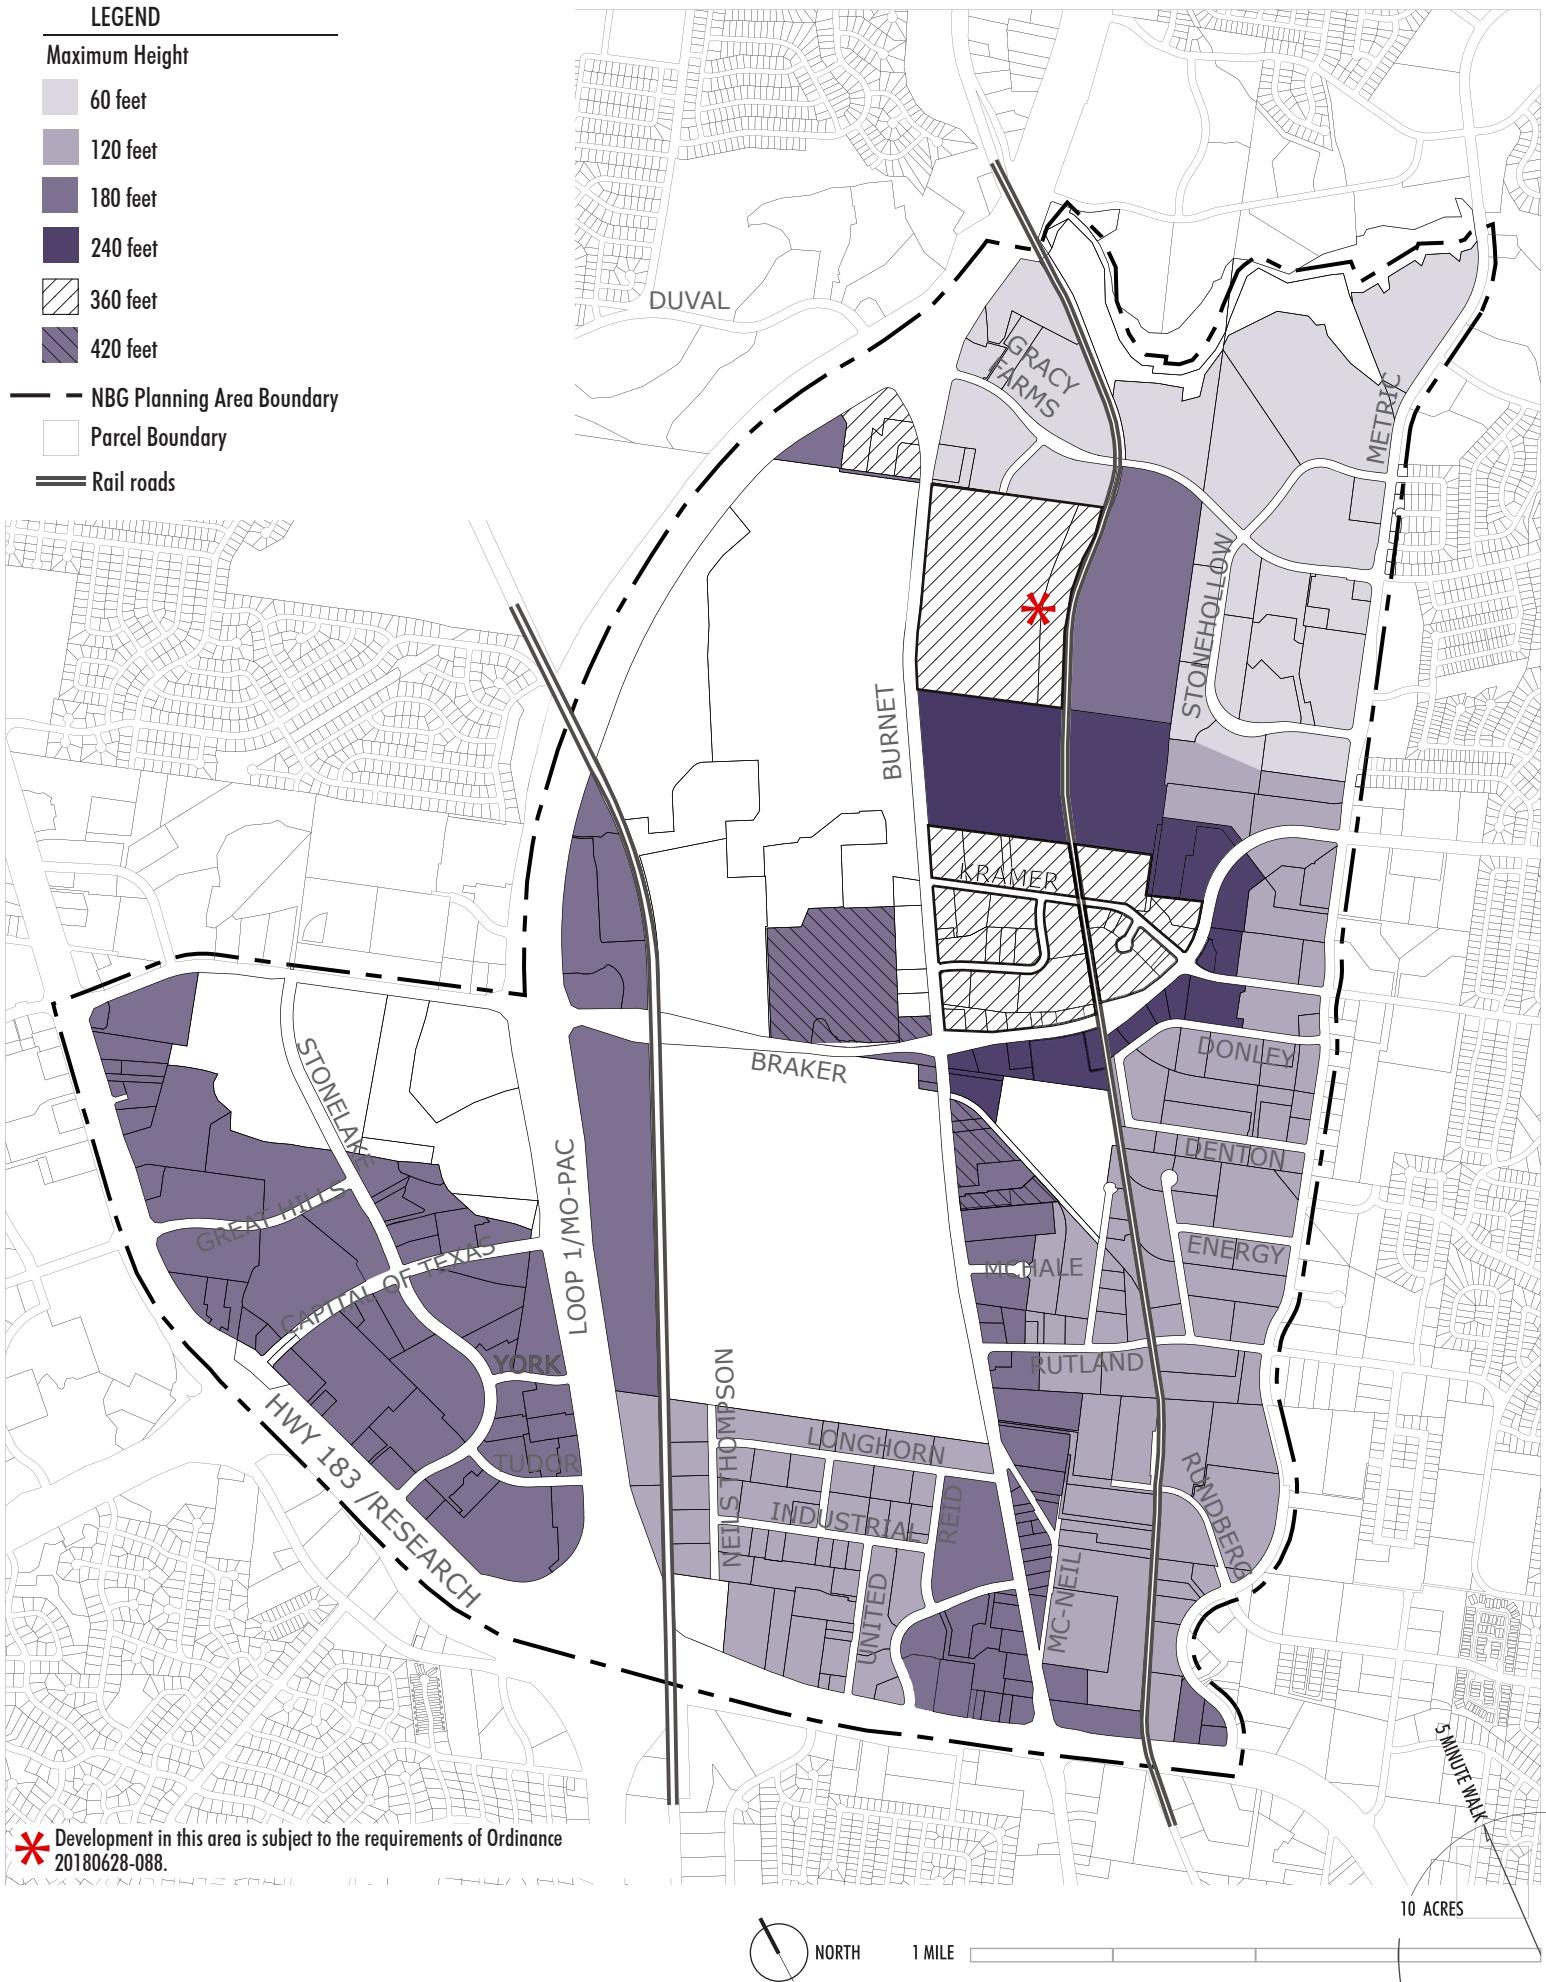 LEGEND
Maximum Height
60 feet
120 feet
180 feet
240 feet
360 feet
420 feet
NBG Planning Area Boundary
Parcel Boundary
Rail roads
DUVAL
GRACY
FARMS
METRIC
STONEHOLLOW
BURNET
KRAMER
BRAKER
DONLEY
STONELAKE
DENTON
GREAT HILLS
LOOP 1/MO-PAC
CAPITAL OF TEXAS
ENERGY
MCHALE
YORK
RUTLAND
HWY 183 /RESEARCH
NEILS THOMPSON
LONGHORN
TUDOR
REID
RUNDBERG
INDUSTRIAL
UNITED
MC-NEIL
5 MINUTE WALK
Development in this area is subject to the requirements of Ordinance
20180628-088.
10 ACRES
NORTH
1 MILE